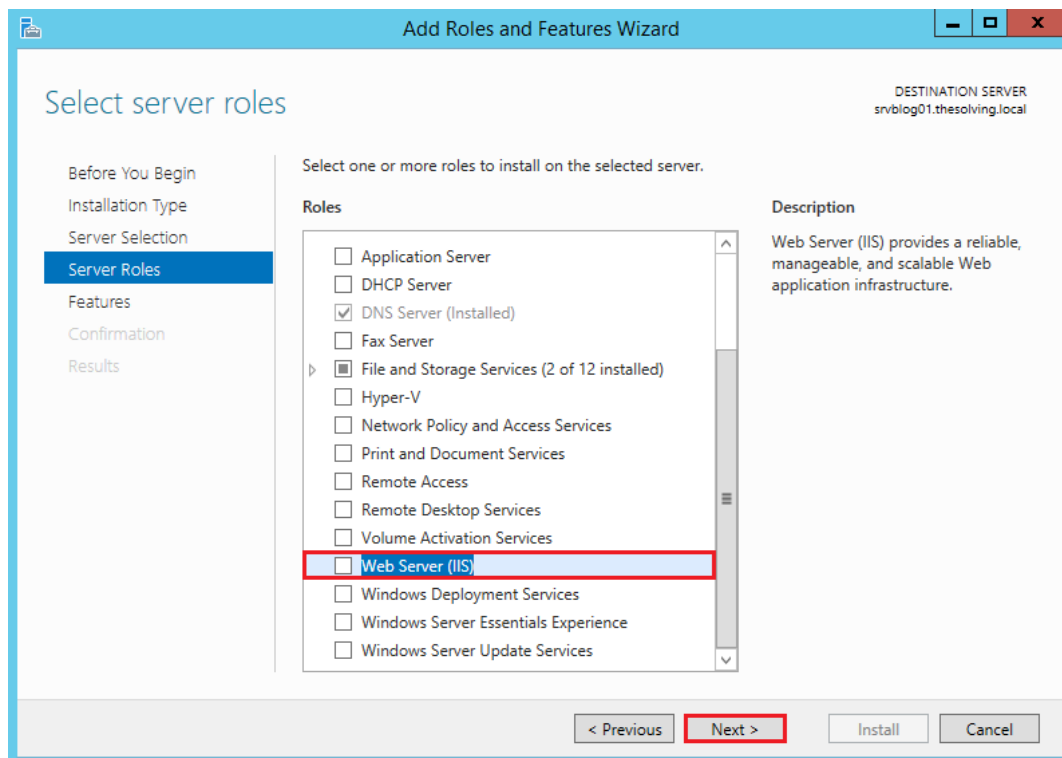 Add Roles and Features Wizard
x
Select server roles
DESTINATION SERVER
srvblog01.thesolving.local
Before You Begin
Installation Type
Server Selection
Server Roles
Features
Confirmation
Results
Select one or more roles to install on the selected server.
Roles
Application Server
DHCP Server
DNS Server (Installed)
Fax Server
File and Storage Services (2 of 12 installed)
Hyper-V
Network Policy and Access Services
Print and Document Services
Remote Access
Remote Desktop Services
Volume Activation Services
Web Server (IIS)
Windows Deployment Services
Windows Server Essentials Experience
Windows Server Update Services
Description
Web Server (IIS) provides a reliable,
manageable, and scalable Web
application infrastructure.
< Previous
Next >
Install
Cancel